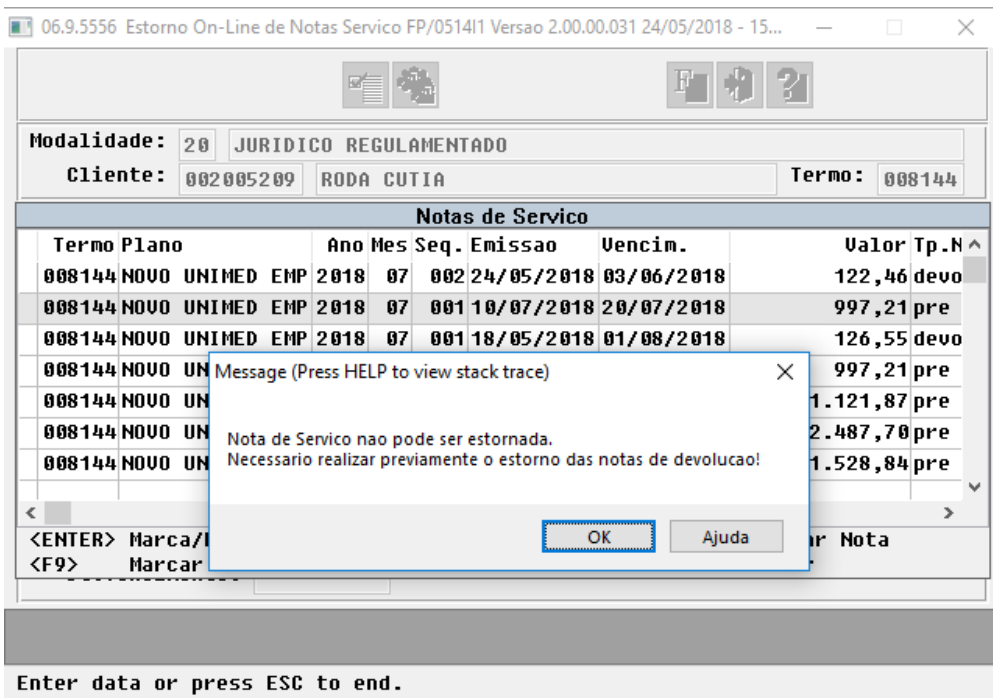 06.9.5556 Estorno On-Line de Notas Servico FP/0514I1 Versao 2.00.00.031 24/05/2018 - 15...
Modalidade: 20 JURIDICO REGULAMENTADO
Cliente: 002005209 RODA CUTIA Termo: 008144
Notas de Servico
Termo Plano Ano Mes Seq. Emissao Vencim. Valor Tp.N
008144 NOVO UNIMED EMP 2018 07 002 24/05/2018 03/06/2018 122,46 devo
008144 NOVO UNIMED EMP 2018 07 001 10/07/2018 20/07/2018 997,21 pre
008144 NOVO UNIMED EMP 2018 07 001 18/05/2018 01/08/2018 126,55 devo
008144 NOVO UN 997,21 pre
008144 NOVO UN 1.121,87 pre
008144 NOVO UN 2.487,70 pre
008144 NOVO UN 1.528,84 pre
Message (Press HELP to view stack trace)
Nota de Servico nao pode ser estornada.
Necessario realizar previamente o estorno das notas de devolucao!
OK Ajuda
<ENTER> Marca/ r Nota
<F9> Marcar
Enter data or press ESC to end.